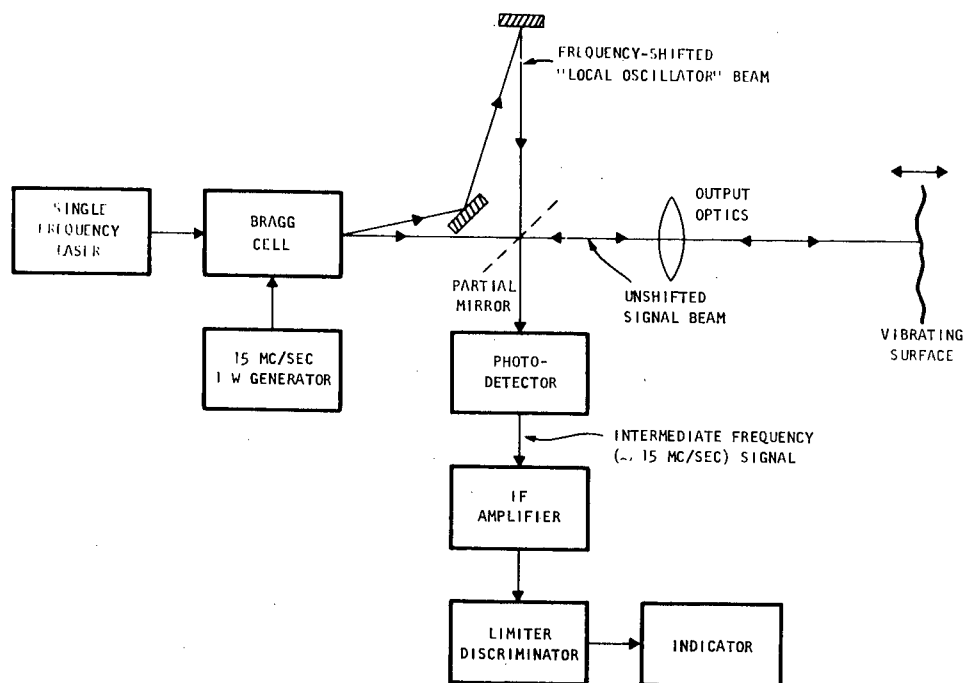 FREQUENCY-SHIFTED
"LOCAL OSCILLATOR" BEAM
SINGLE
FREQUENCY
LASER
BRAGG
CELL
OUTPUT
OPTICS
PARTIAL
MIRROR
UNSHIFTED
SIGNAL BEAM
VIBRATING
SURFACE
15 MC/SEC
1 W GENERATOR
PHOTO-
DETECTOR
INTERMEDIATE FREQUENCY
(~ 15 MC/SEC) SIGNAL
IF
AMPLIFIER
LIMITER
DISCRIMINATOR
INDICATOR